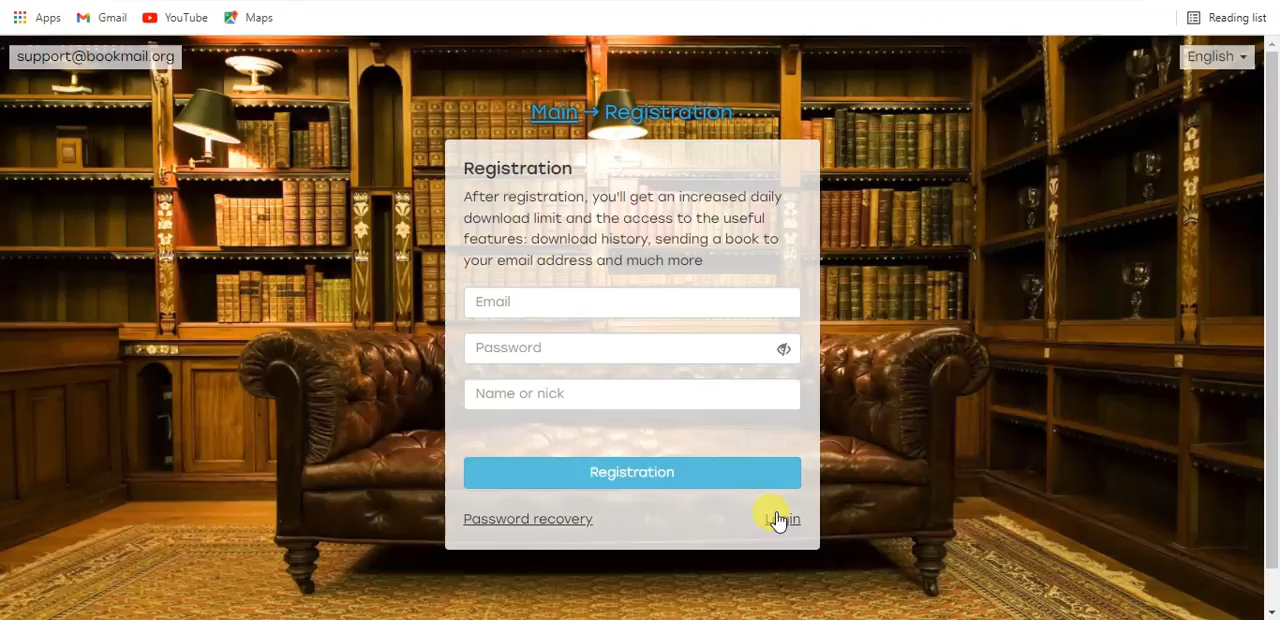 Apps Gmail YouTube Maps Reading list
support@bookmail.org English
Main → Registration
Registration
After registration, you'll get an increased daily
download limit and the access to the useful
features: download history, sending a book to
your email address and much more
Email
Password
Name or nick
Registration
Password recovery Login